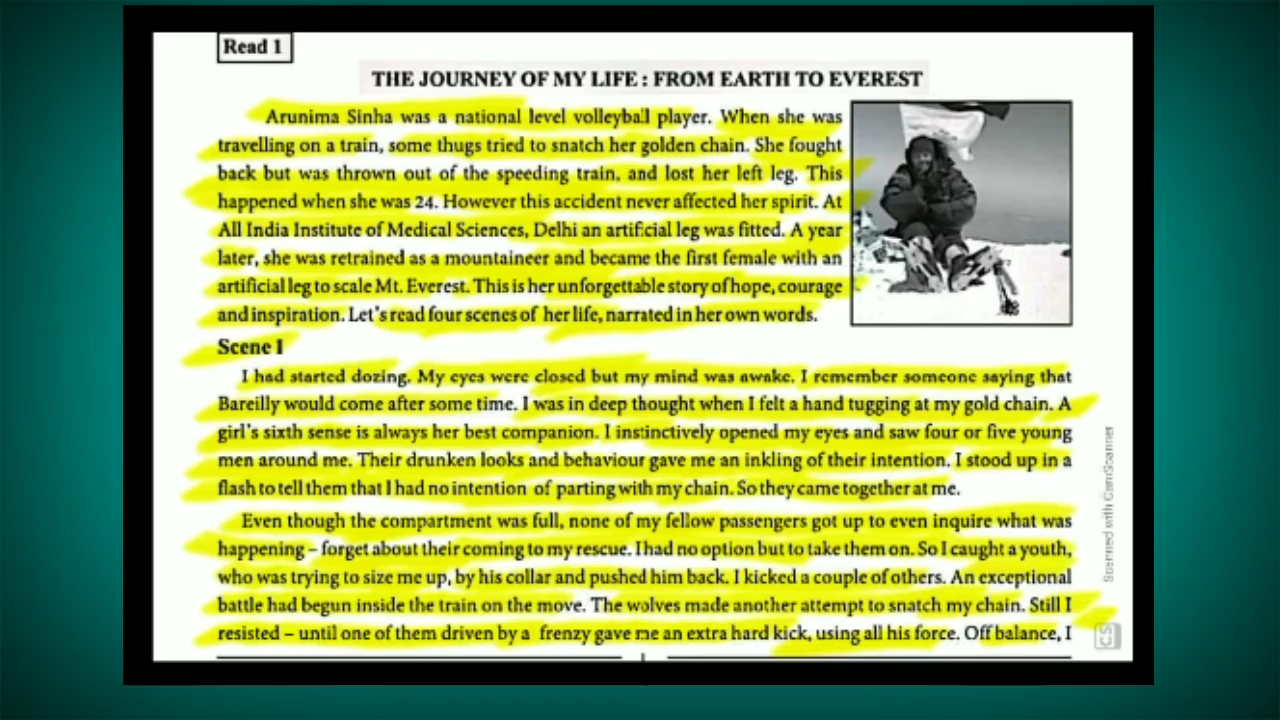 Read 1
THE JOURNEY OF MY LIFE : FROM EARTH TO EVEREST
Arunima Sinha was a national level volleyball player. When she was
travelling on a train, some thugs tried to snatch her golden chain. She fought
back but was thrown out of the speeding train, and lost her left leg. This
happened when she was 24. However this accident never affected her spirit. At
All India Institute of Medical Sciences, Delhi an artificial leg was fitted. A year
later, she was retrained as a mountaineer and became the first female with an
artificial leg to scale Mt. Everest. This is her unforgettable story of hope, courage
and inspiration. Let's read four scenes of her life, narrated in her own words.
Scene 1
I had started dozing. My eyes were closed but my mind was awake. I remember someone saying that
Bareilly would come after some time. I was in deep thought when I felt a hand tugging at my gold chain. A
girl's sixth sense is always her best companion. I instinctively opened my eyes and saw four or five young
men around me. Their drunken looks and behaviour gave me an inkling of their intention. I stood up in a
flash to tell them that I had no intention of parting with my chain. So they came together at me.
Even though the compartment was full, none of my fellow passengers got up to even inquire what was
happening – forget about their coming to my rescue. I had no option but to take them on. So I caught a youth,
who was trying to size me up, by his collar and pushed him back. I kicked a couple of others. An exceptional
battle had begun inside the train on the move. The wolves made another attempt to snatch my chain. Still I
resisted – until one of them driven by a frenzy gave me an extra hard kick, using all his force. Off balance, I
Scanned with CamScanner
CS